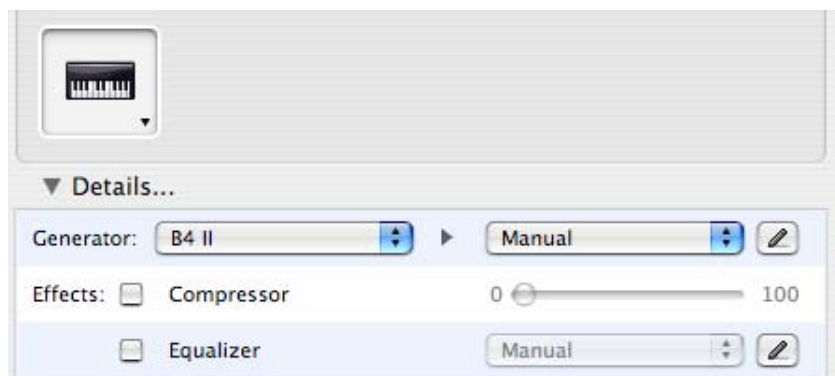 Details...
Generator: B4 II Manual
Effects: Compressor 0 100
Equalizer Manual